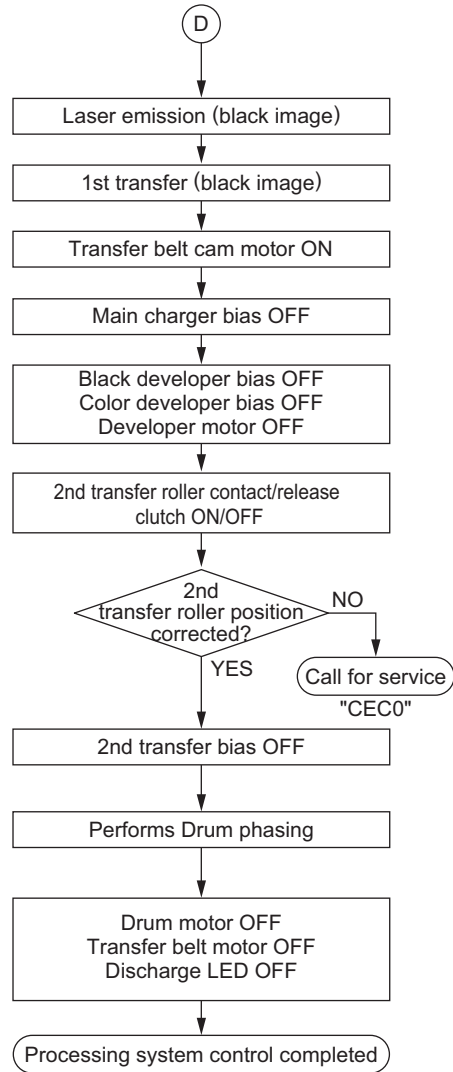 D
Laser emission (black image)
1st transfer (black image)
Transfer belt cam motor ON
Main charger bias OFF
Black developer bias OFF
Color developer bias OFF
Developer motor OFF
2nd transfer roller contact/release
clutch ON/OFF
2nd
transfer roller position
corrected?
NO
YES
Call for service
"CEC0"
2nd transfer bias OFF
Performs Drum phasing
Drum motor OFF
Transfer belt motor OFF
Discharge LED OFF
Processing system control completed